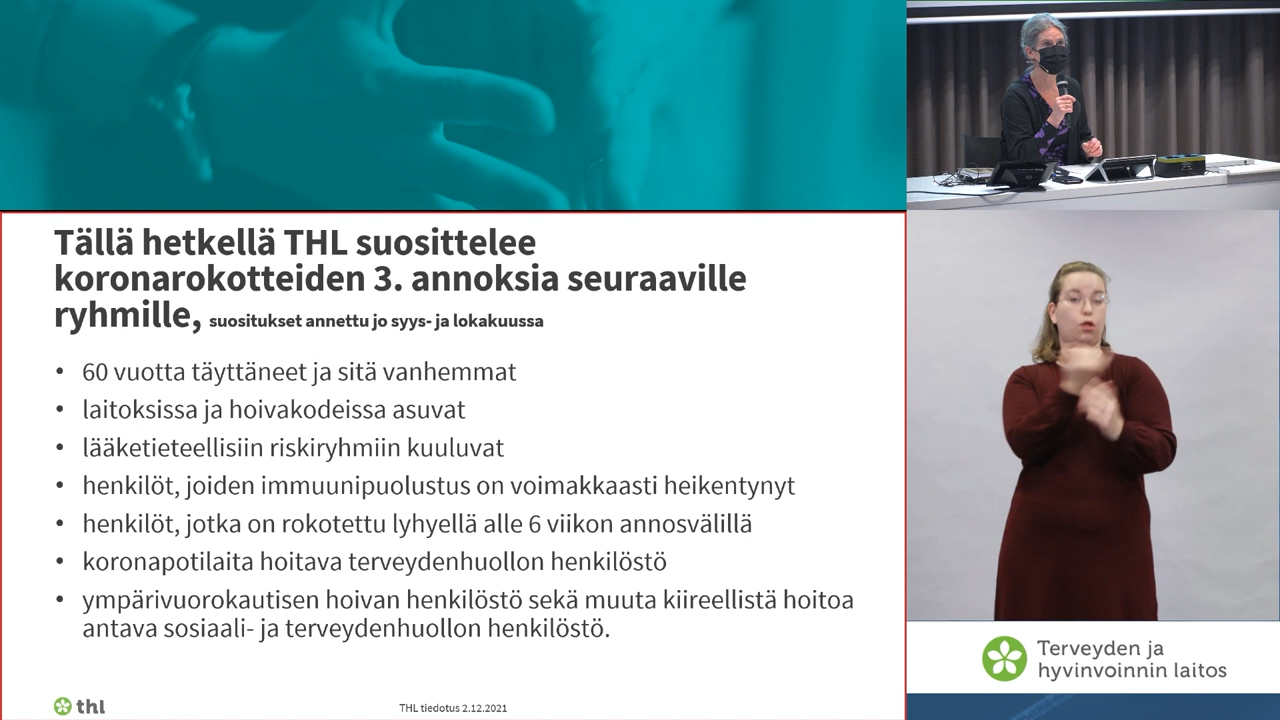 Tällä hetkellä THL suosittelee
koronarokotteiden 3. annoksia seuraaville
ryhmille, suositukset annettu jo syys- ja lokakuussa
• 60 vuotta täyttäneet ja sitä vanhemmat
• laitoksissa ja hoivakodeissa asuvat
• lääketieteellisiin riskiryhmiin kuuluvat
• henkilöt, joiden immuunipuolustus on voimakkaasti heikentynyt
• henkilöt, jotka on rokotettu lyhyellä alle 6 viikon annosvälillä
• koronapotilaita hoitava terveydenhuollon henkilöstö
• ympärivuorokautisen hoivan henkilöstö sekä muuta kiireellistä hoitoa
antava sosiaali- ja terveydenhuollon henkilöstö.
thl
THL tiedotus 2.12.2021
Terveyden ja
hyvinvoinnin laitos